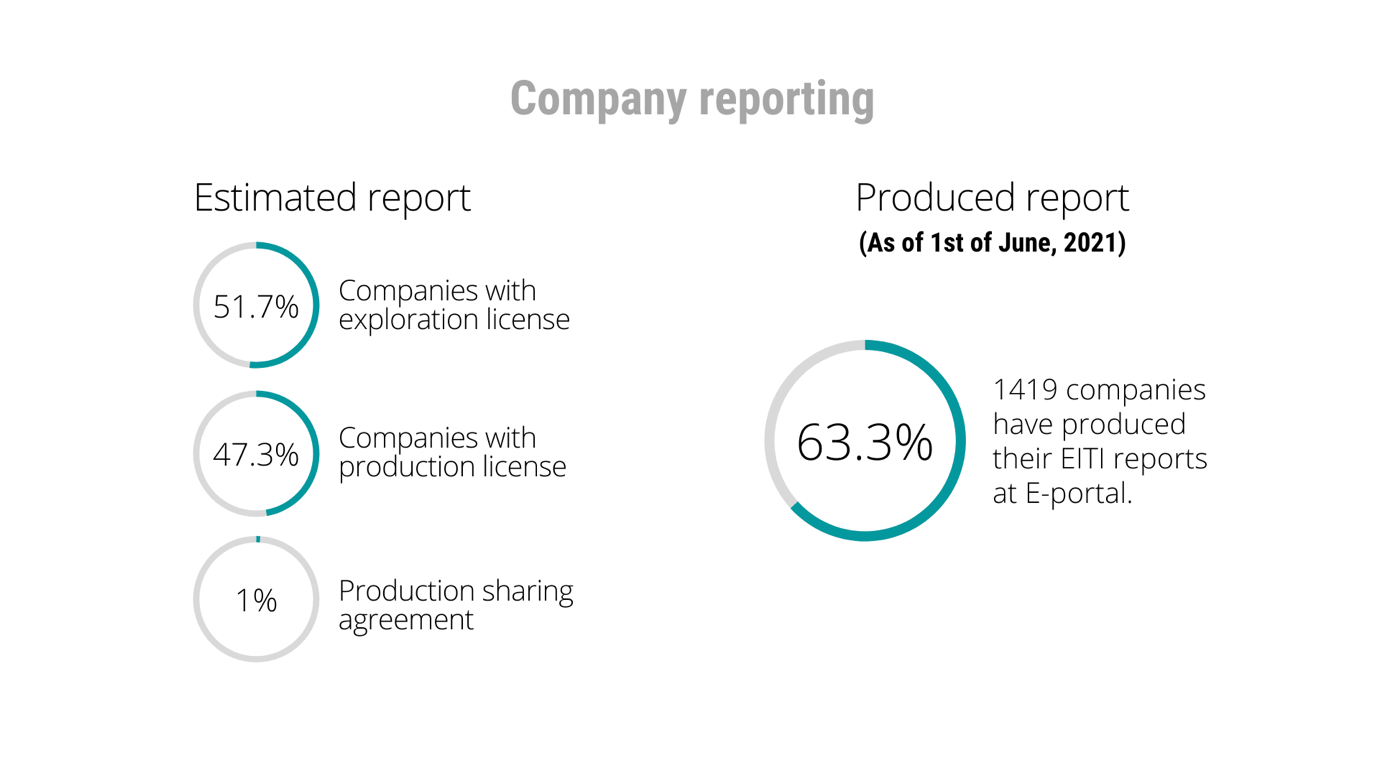 Company reporting
Estimated report
51.7%
Companies with
exploration license
47.3%
Companies with
production license
1%
Production sharing
agreement
Produced report
(As of 1st of June, 2021)
63.3%
1419 companies
have produced
their EITI reports
at E-portal.